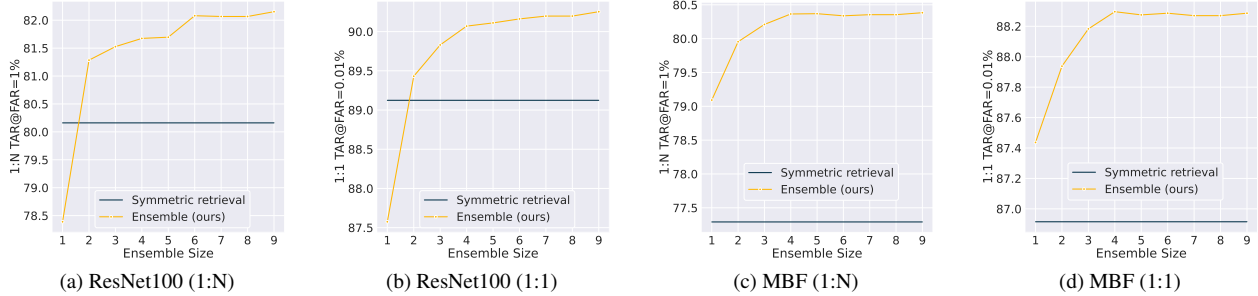 1:N TAR@FAR=1%
82.0
81.5
81.0
80.5
80.0
79.5
79.0
78.5
Symmetric retrieval
Ensemble (ours)
1 2 3 4 5 6 7 8 9
Ensemble Size
(a) ResNet100 (1:N)
1:1 TAR@FAR=0.01%
90.0
89.5
89.0
88.5
88.0
87.5
Symmetric retrieval
Ensemble (ours)
1 2 3 4 5 6 7 8 9
Ensemble Size
(b) ResNet100 (1:1)
1:N TAR@FAR=1%
80.5
80.0
79.5
79.0
78.5
78.0
77.5
Symmetric retrieval
Ensemble (ours)
1 2 3 4 5 6 7 8 9
Ensemble Size
(c) MBF (1:N)
1:1 TAR@FAR=0.01%
88.2
88.0
87.8
87.6
87.4
87.2
87.0
Symmetric retrieval
Ensemble (ours)
1 2 3 4 5 6 7 8 9
Ensemble Size
(d) MBF (1:1)